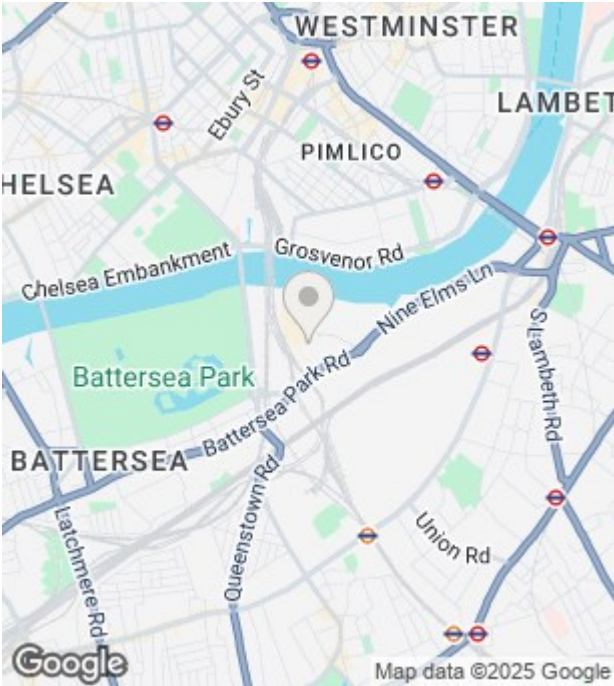 WESTMINSTER
LAMBET
Ebury St
PIMLICO
HELSEA
Grosvenor Rd
Chelsea Embankment
Nine Elms Ln
S Lambeth Rd
Battersea Park
Battersea Park Rd
BATTERSEA
Queenstown Rd
Latchmere Rd
Union Rd
Google
Map data ©2025 Google